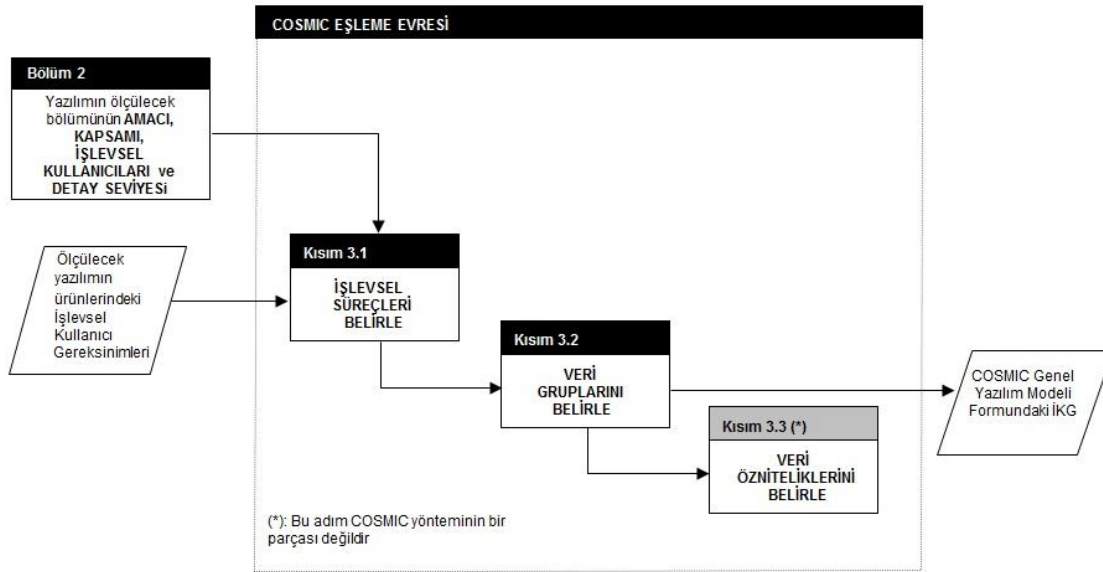 COSMIC EŞLEME EVRESİ
Bölüm 2
Yazılımın ölçülecek
bölümünün AMACI,
KAPSAMI,
İŞLEVSEL
KULLANICILARI ve
DETAY SEVİYESİ
Ölçülecek
yazılımın
ürünlerindeki
İşlevsel
Kullanıcı
Gereksinimleri
Kısım 3.1
İŞLEVSEL
SÜREÇLERİ
BELIRLE
Kısım 3.2
VERİ
GRUPLARINI
BELİRLE
Kısım 3.3 (*)
VERİ
ÖZNİTELİKLERİNİ
BELİRLE
COSMIC Genel
Yazılım Modeli
Formundaki İKG
(*): Bu adım COSMIC yönteminin bir
parçası değildir